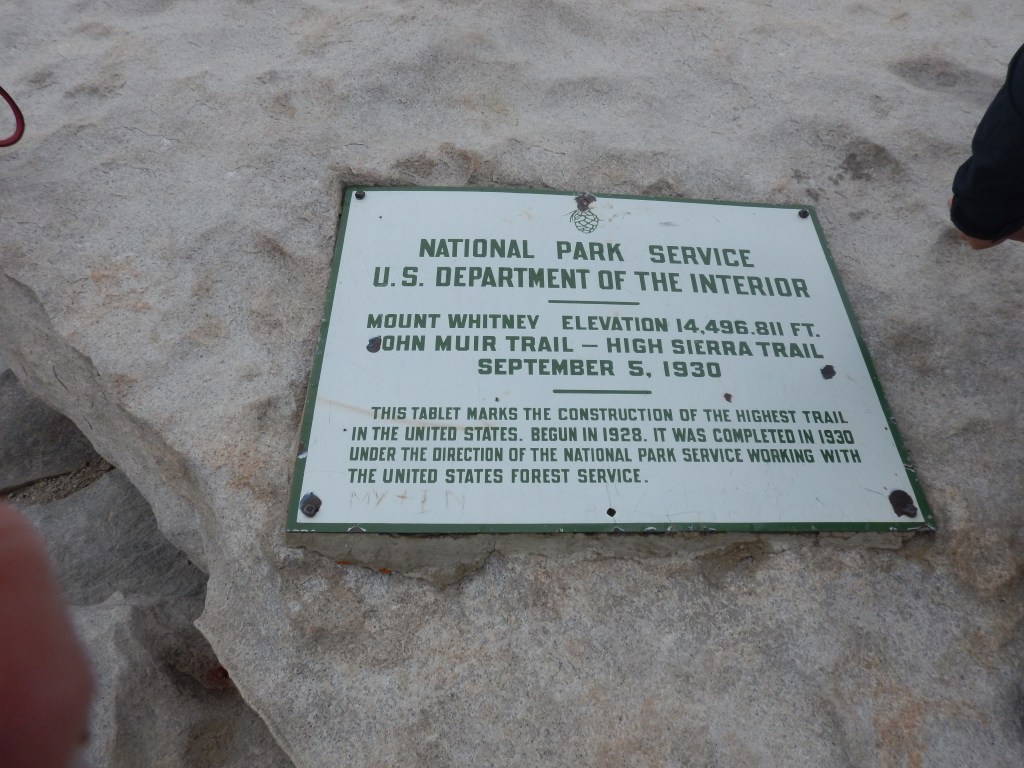 NATIONAL PARK SERVICE
U.S. DEPARTMENT OF THE INTERIOR
MOUNT WHITNEY ELEVATION 14,496.811 FT.
JOHN MUIR TRAIL — HIGH SIERRA TRAIL
SEPTEMBER 5, 1930
THIS TABLET MARKS THE CONSTRUCTION OF THE HIGHEST TRAIL
IN THE UNITED STATES. BEGUN IN 1928. IT WAS COMPLETED IN 1930
UNDER THE DIRECTION OF THE NATIONAL PARK SERVICE WORKING WITH
THE UNITED STATES FOREST SERVICE.